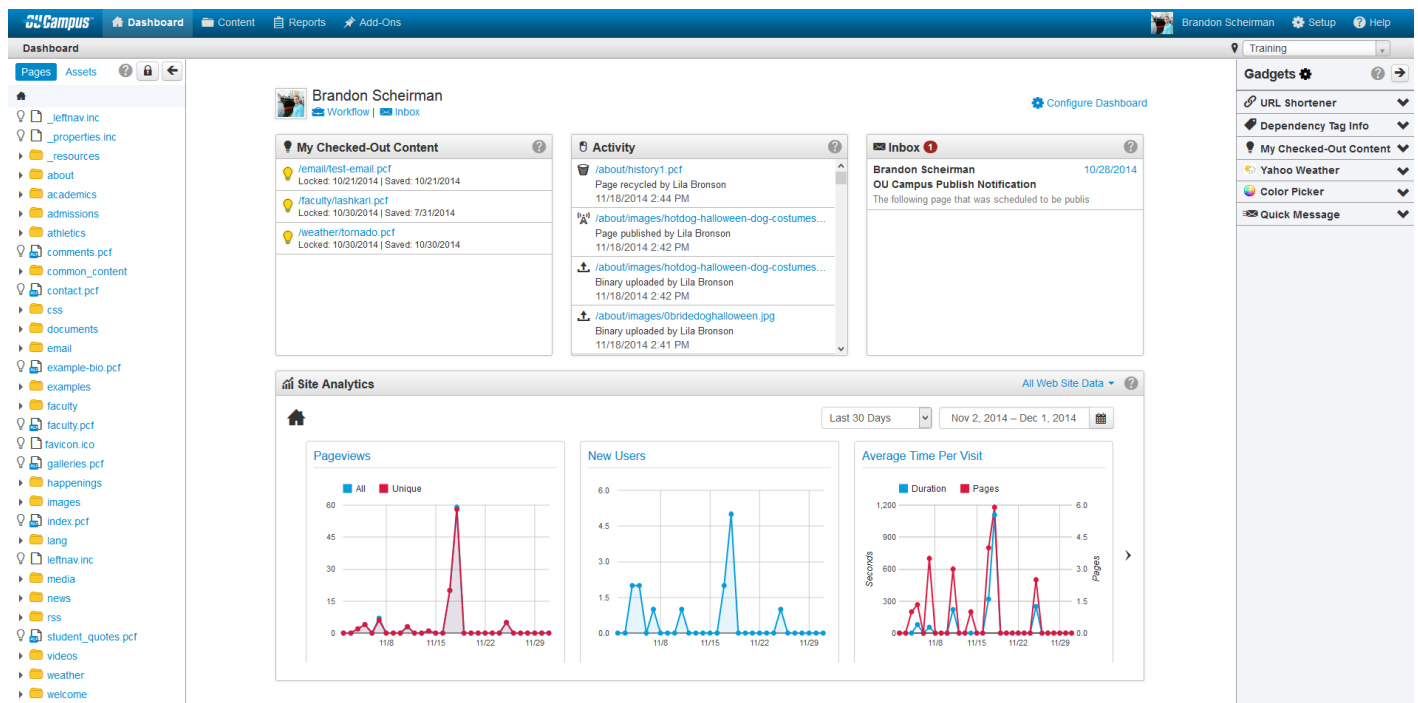 OU Campus Dashboard Content Reports Add-Ons Brandon Scheirman Setup Help
Dashboard Training
Pages Assets
_leftnav.inc
_properties.inc
_resources
about
academics
admissions
athletics
comments.pcf
common_content
contact.pcf
css
documents
email
example-bio.pcf
examples
faculty
faculty.pcf
favicon.ico
galleries.pcf
happenings
images
index.pcf
lang
leftnav.inc
media
news
rss
student_quotes.pcf
videos
weather
welcome
Brandon Scheirman
Workflow | Inbox
Configure Dashboard
My Checked-Out Content
/email/test-email.pcf
Locked: 10/21/2014 | Saved: 10/21/2014
/faculty/lashkari.pcf
Locked: 10/30/2014 | Saved: 7/31/2014
/weather/tornado.pcf
Locked: 10/30/2014 | Saved: 10/30/2014
Activity
/about/history1.pcf
Page recycled by Lila Bronson
11/18/2014 2:44 PM
/about/images/hotdog-halloween-dog-costumes...
Page published by Lila Bronson
11/18/2014 2:42 PM
/about/images/hotdog-halloween-dog-costumes...
Binary uploaded by Lila Bronson
11/18/2014 2:42 PM
/about/images/0bridedoghalloween.jpg
Binary uploaded by Lila Bronson
11/18/2014 2:41 PM
Inbox 1
Brandon Scheirman 10/28/2014
OU Campus Publish Notification
The following page that was scheduled to be publis
Site Analytics All Web Site Data
Last 30 Days Nov 2, 2014 – Dec 1, 2014
Pageviews
All Unique
60
45
30
15
0
11/8 11/15 11/22 11/29
New Users
6.0
4.5
3.0
1.5
0.0
11/8 11/15 11/22 11/29
Average Time Per Visit
Duration Pages
1,200 6.0
900 4.5
600 3.0
300 1.5
0 0.0
Seconds
Pages
11/8 11/15 11/22 11/29
Gadgets
URL Shortener
Dependency Tag Info
My Checked-Out Content
Yahoo Weather
Color Picker
Quick Message